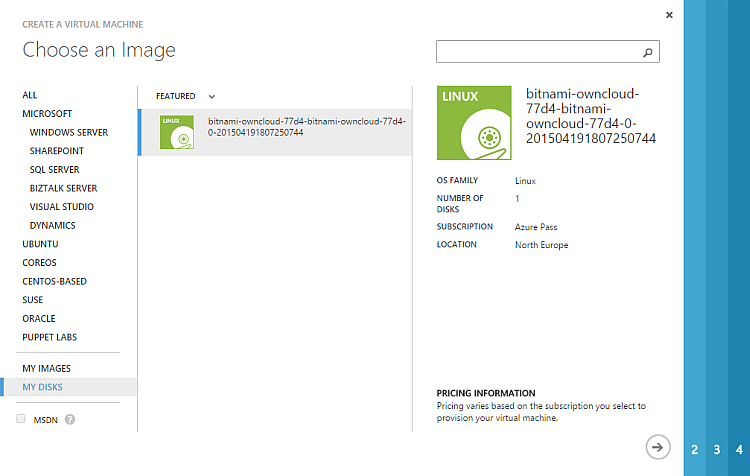 CREATE A VIRTUAL MACHINE
Choose an Image
ALL
MICROSOFT
WINDOWS SERVER
SHAREPOINT
SQL SERVER
BIZTALK SERVER
VISUAL STUDIO
DYNAMICS
UBUNTU
COREOS
CENTOS-BASED
SUSE
ORACLE
PUPPET LABS
MY IMAGES
MY DISKS
MSDN ?
FEATURED
bitnami-owncloud-77d4-bitnami-owncloud-77d4-
0-201504191807250744
LINUX
bitnami-owncloud-
77d4-bitnami-
owncloud-77d4-0-
201504191807250744
OS FAMILY Linux
NUMBER OF 1
DISKS
SUBSCRIPTION Azure Pass
LOCATION North Europe
PRICING INFORMATION
Pricing varies based on the subscription you select to
provision your virtual machine.
2 3 4